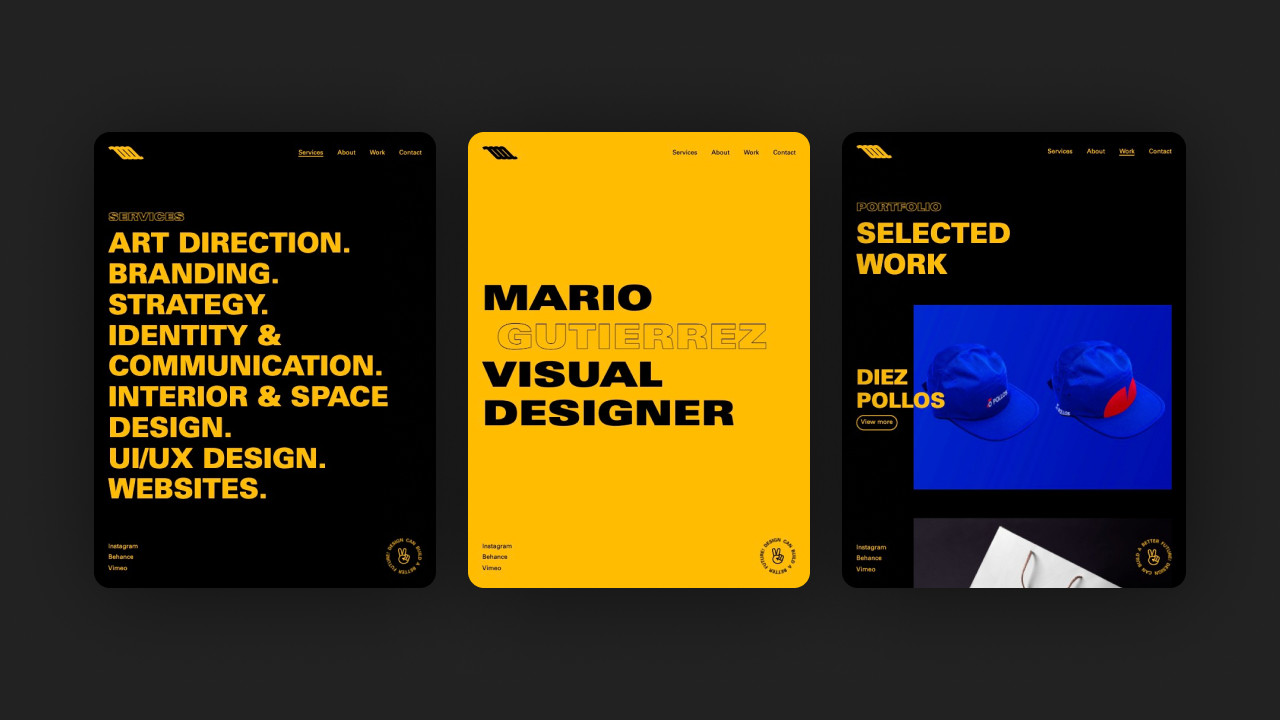 Services About Work Contact
SERVICES
ART DIRECTION.
BRANDING.
STRATEGY.
IDENTITY &
COMMUNICATION.
INTERIOR & SPACE
DESIGN.
UI/UX DESIGN.
WEBSITES.
Instagram
Behance
Vimeo
DESIGN CAN BUILD A BETTER FUTURE!
Services About Work Contact
MARIO
GUTIERREZ
VISUAL
DESIGNER
Instagram
Behance
Vimeo
DESIGN CAN BUILD A BETTER FUTURE!
Services About Work Contact
PORTFOLIO
SELECTED
WORK
DIEZ
POLLOS
View more
POLLOS
Instagram
Behance
Vimeo
DESIGN CAN BUILD A BETTER FUTURE!